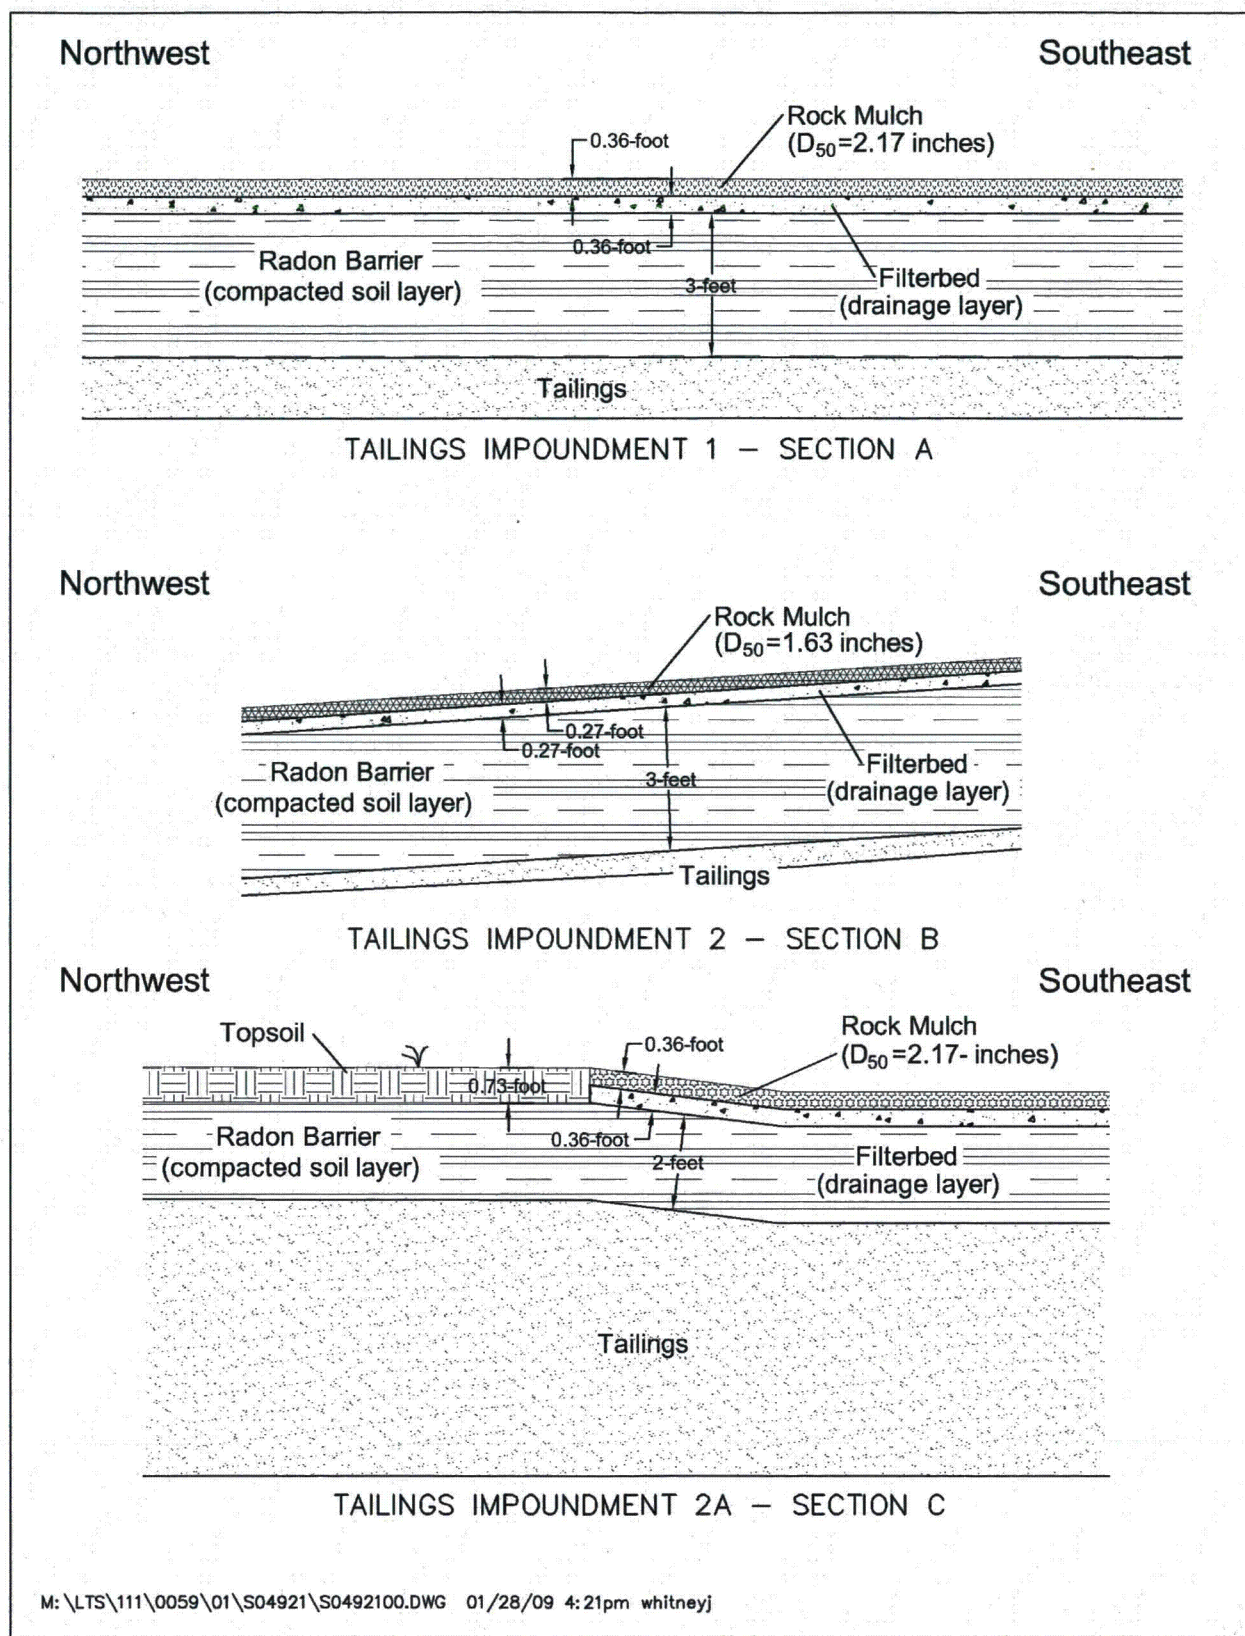 Northwest
Southeast
Rock Mulch
(D50=2.17 inches)
0.36-foot
0.36-foot
Radon Barrier
(compacted soil layer)
3-feet
Filterbed
(drainage layer)
Tailings
TAILINGS IMPOUNDMENT 1 – SECTION A
Northwest
Southeast
Rock Mulch
(D50=1.63 inches)
0.27-foot
0.27-foot
Radon Barrier
(compacted soil layer)
3-feet
Filterbed
(drainage layer)
Tailings
TAILINGS IMPOUNDMENT 2 – SECTION B
Northwest
Southeast
Topsoil
0.36-foot
Rock Mulch
(D50=2.17- inches)
0.73-foot
Radon Barrier
(compacted soil layer)
0.36-foot
2-feet
Filterbed
(drainage layer)
Tailings
TAILINGS IMPOUNDMENT 2A – SECTION C
M:\LTS\111\0059\01\S04921\S0492100.DWG 01/28/09 4:21pm whitneyj